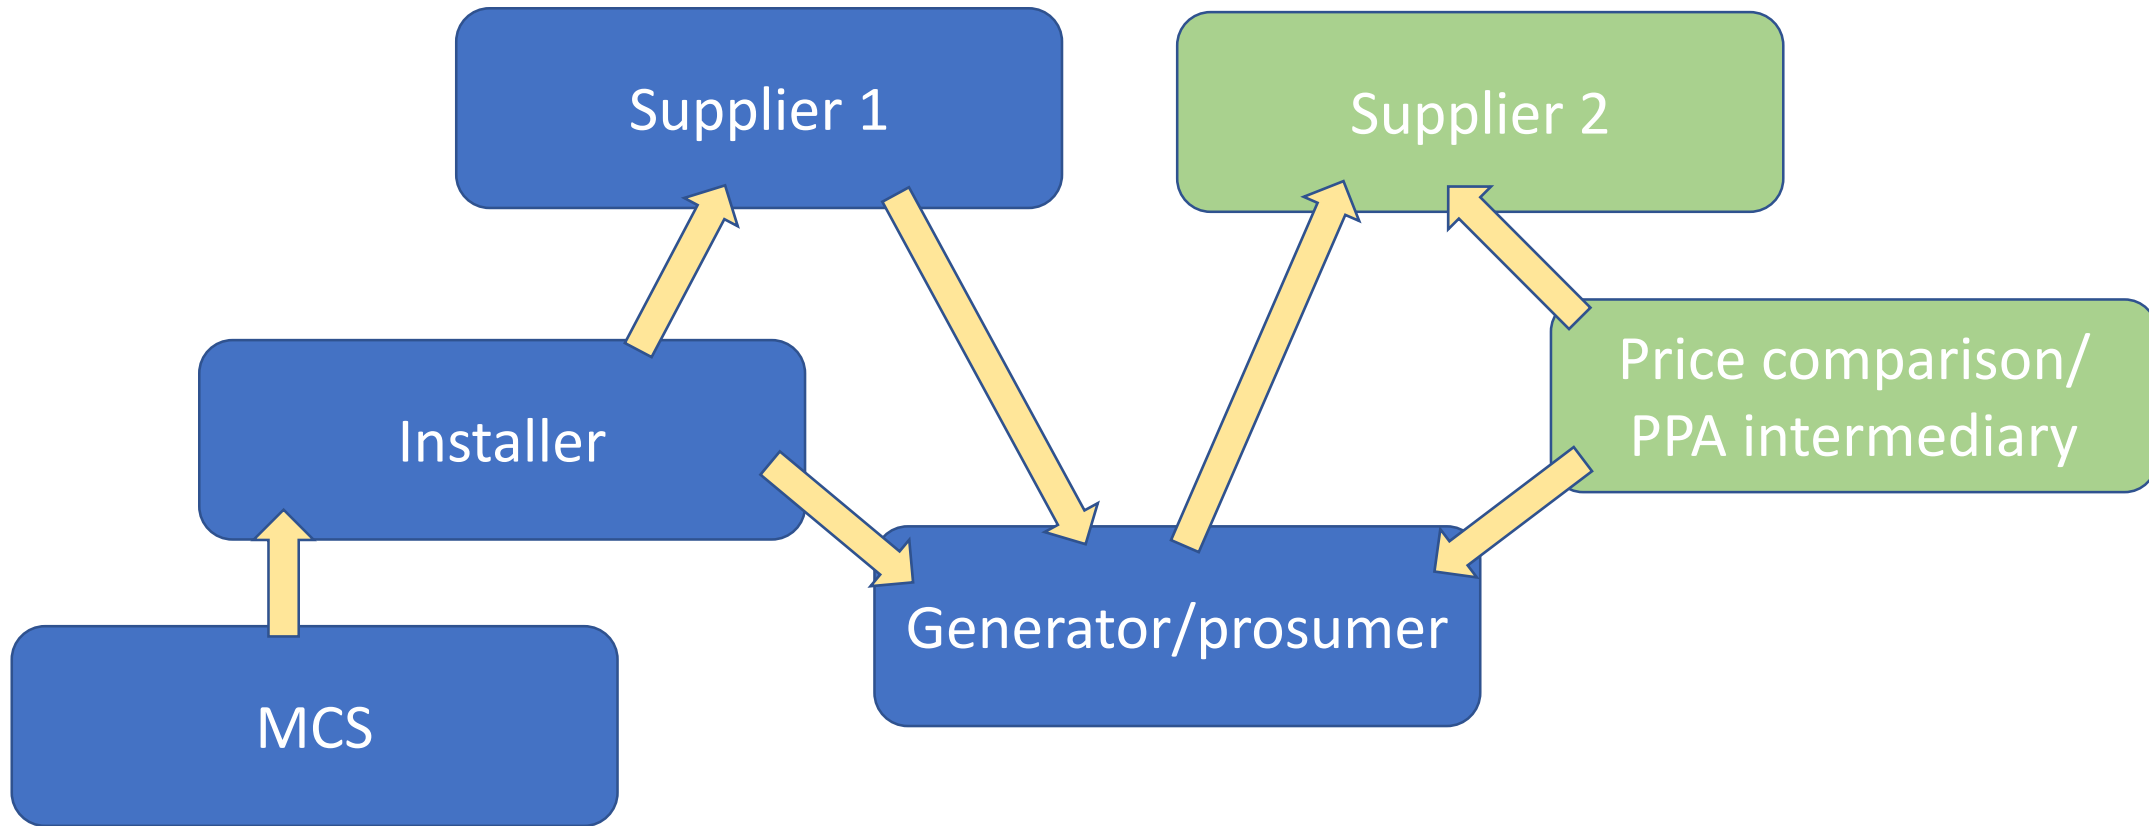 Supplier 1
Supplier 2
Price comparison/
PPA intermediary
Installer
Generator/prosumer
MCS